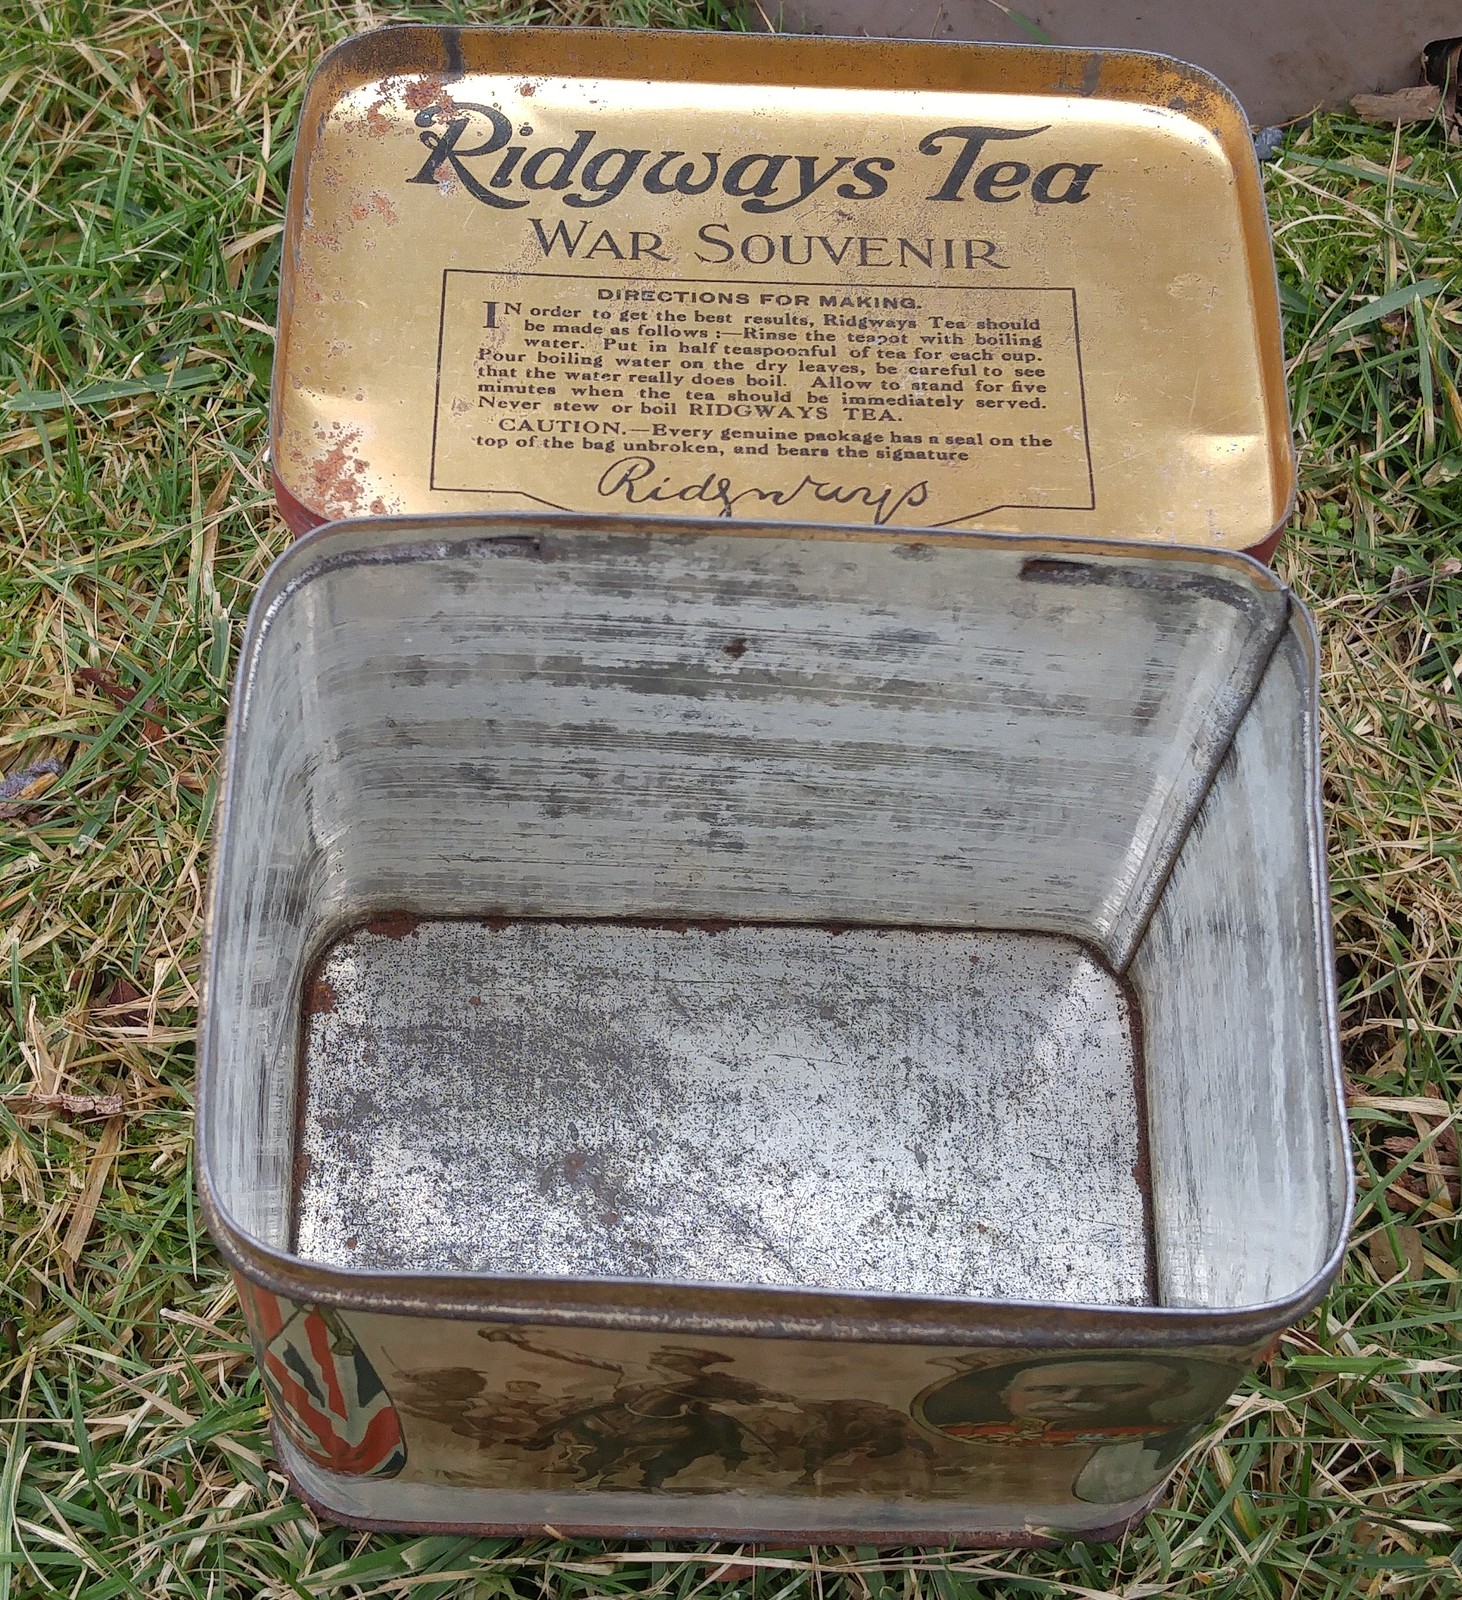 Ridgways Tea
WAR SOUVENIR
DIRECTIONS FOR MAKING.
IN order to get the best results, Ridgways Tea should
be made as follows :—Rinse the teapot with boiling
water. Put in half teaspoonful of tea for each cup.
Pour boiling water on the dry leaves, be careful to see
that the water really does boil. Allow to stand for five
minutes when the tea should be immediately served.
Never stew or boil RIDGWAYS TEA.
CAUTION.—Every genuine package has a seal on the
top of the bag unbroken, and bears the signature
Ridgways